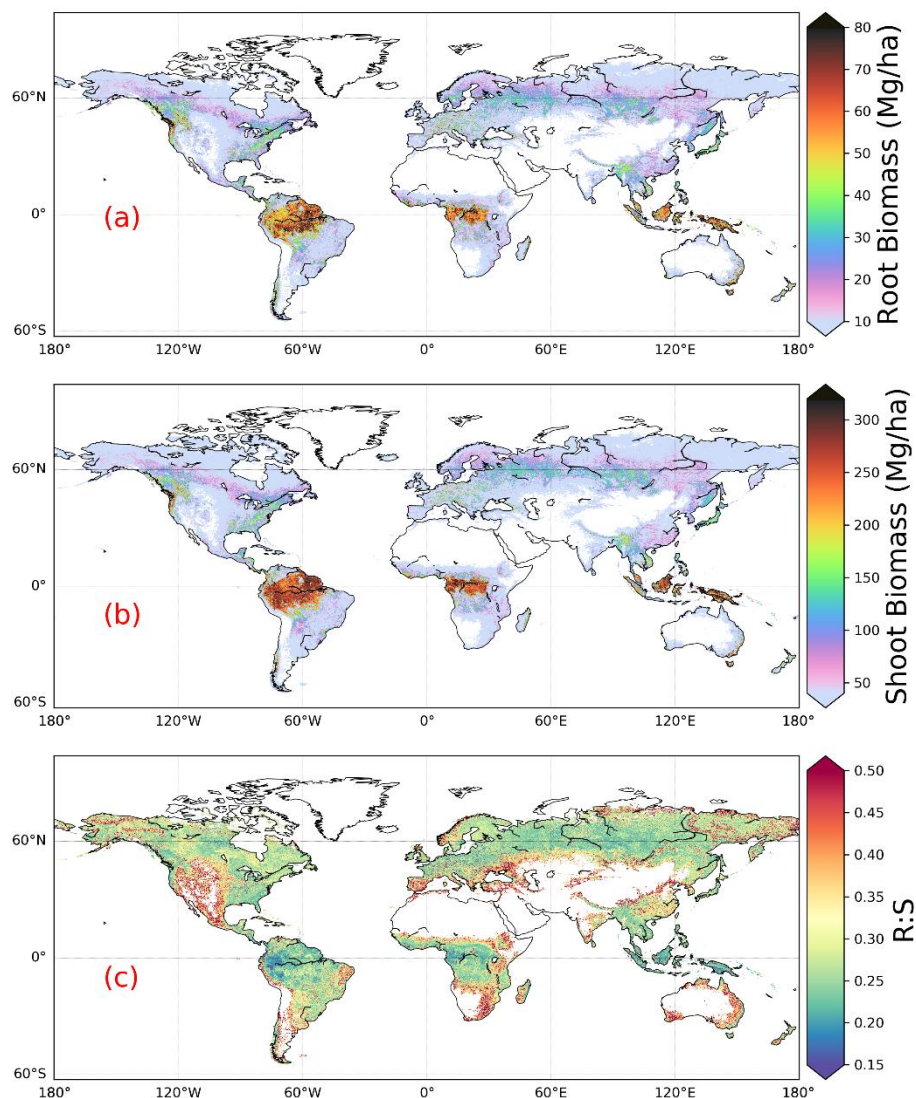 60°N
0°
60°S
180°
120°W
60°W
0°
60°E
120°E
180°
(a)
80
70
60
50
40
30
20
10
Root Biomass (Mg/ha)
60°N
0°
60°S
180°
120°W
60°W
0°
60°E
120°E
180°
(b)
300
250
200
150
100
50
Shoot Biomass (Mg/ha)
60°N
0°
60°S
180°
120°W
60°W
0°
60°E
120°E
180°
(c)
0.50
0.45
0.40
0.35
0.30
0.25
0.20
0.15
R:S